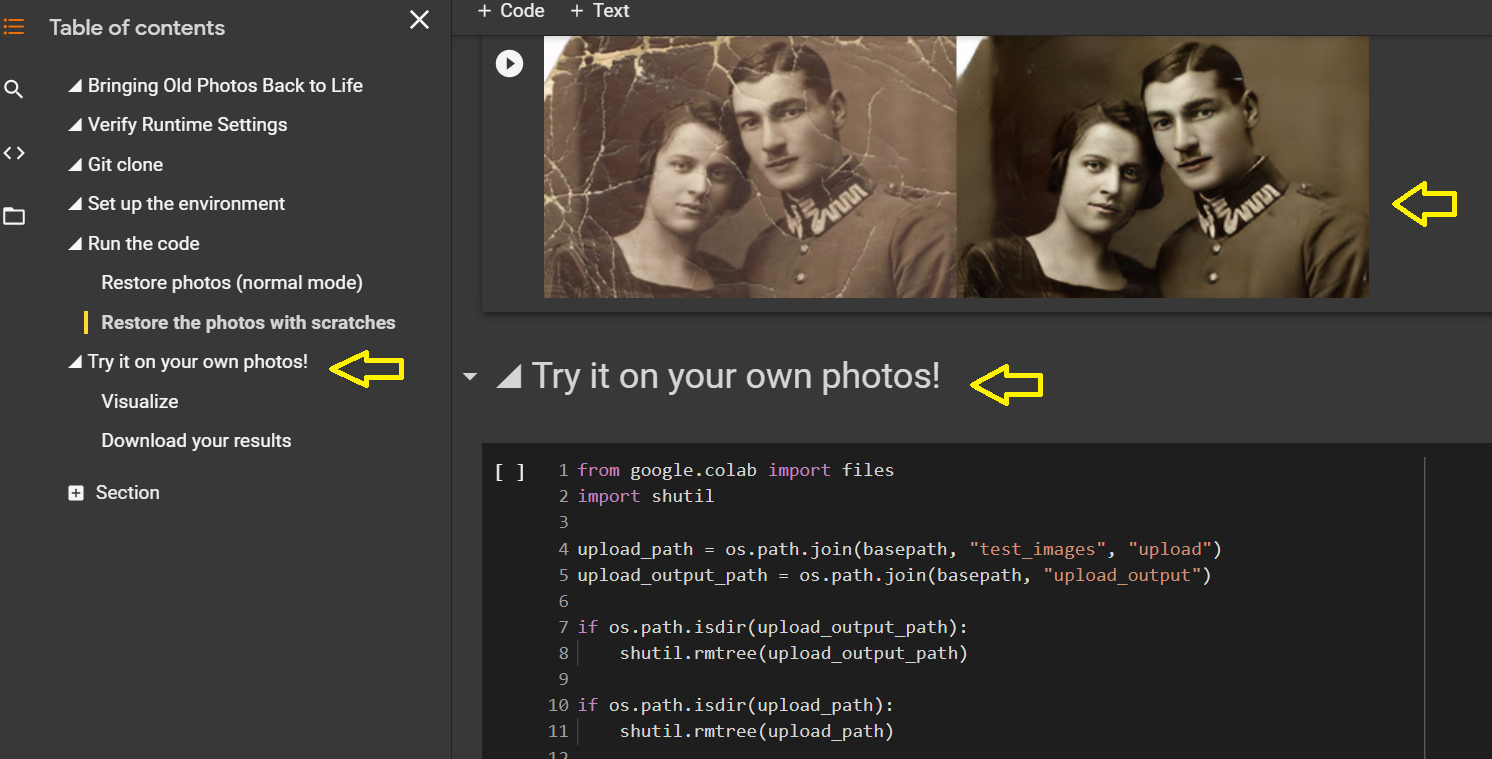 Table of contents
Bringing Old Photos Back to Life
Verify Runtime Settings
Git clone
Set up the environment
Run the code
Restore photos (normal mode)
Restore the photos with scratches
Try it on your own photos!
Visualize
Download your results
Section
+ Code + Text
Try it on your own photos!
[ ]
1 from google.colab import files
2 import shutil
3
4 upload_path = os.path.join(basepath, "test_images", "upload")
5 upload_output_path = os.path.join(basepath, "upload_output")
6
7 if os.path.isdir(upload_output_path):
8 shutil.rmtree(upload_output_path)
9
10 if os.path.isdir(upload_path):
11 shutil.rmtree(upload_path)
12